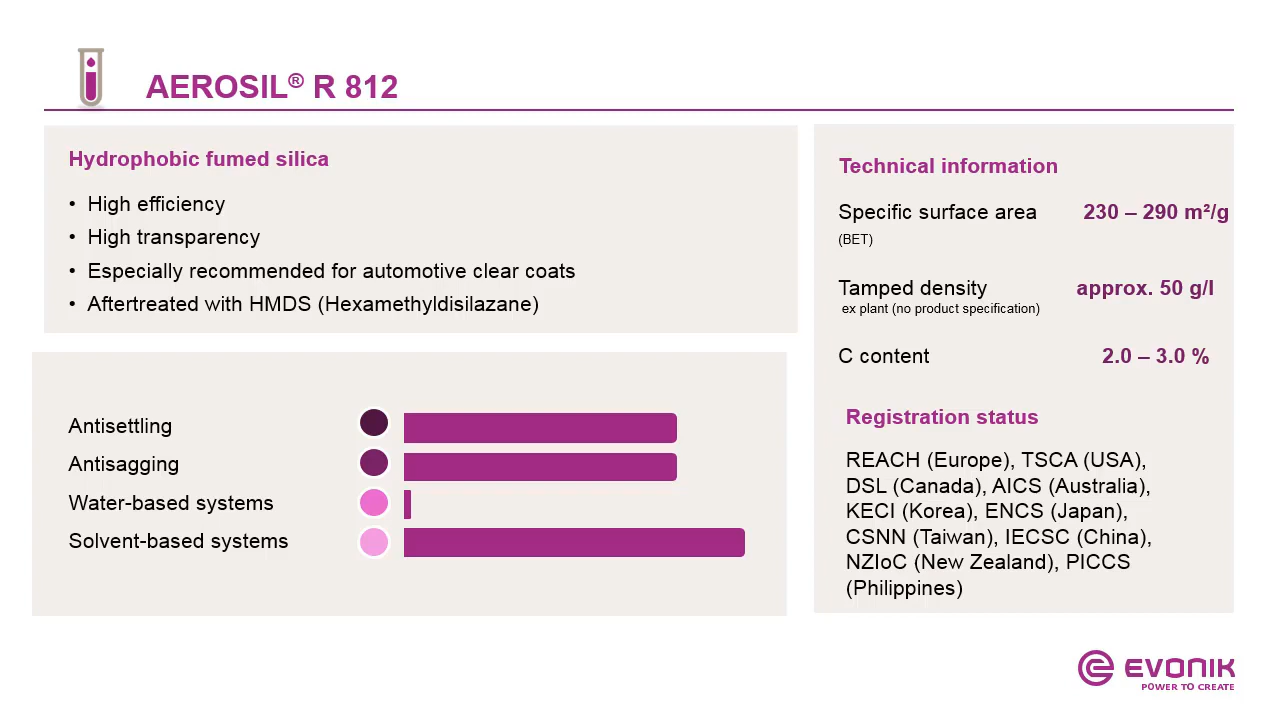 AEROSIL® R 812
Hydrophobic fumed silica
• High efficiency
• High transparency
• Especially recommended for automotive clear coats
• Aftertreated with HMDS (Hexamethyldisilazane)
Antisettling
Antisagging
Water-based systems
Solvent-based systems
Technical information
Specific surface area 230 – 290 m²/g
(BET)
Tamped density approx. 50 g/l
ex plant (no product specification)
C content 2.0 – 3.0 %
Registration status
REACH (Europe), TSCA (USA),
DSL (Canada), AICS (Australia),
KECI (Korea), ENCS (Japan),
CSNN (Taiwan), IECSC (China),
NZIoC (New Zealand), PICCS
(Philippines)
EVONIK
POWER TO CREATE